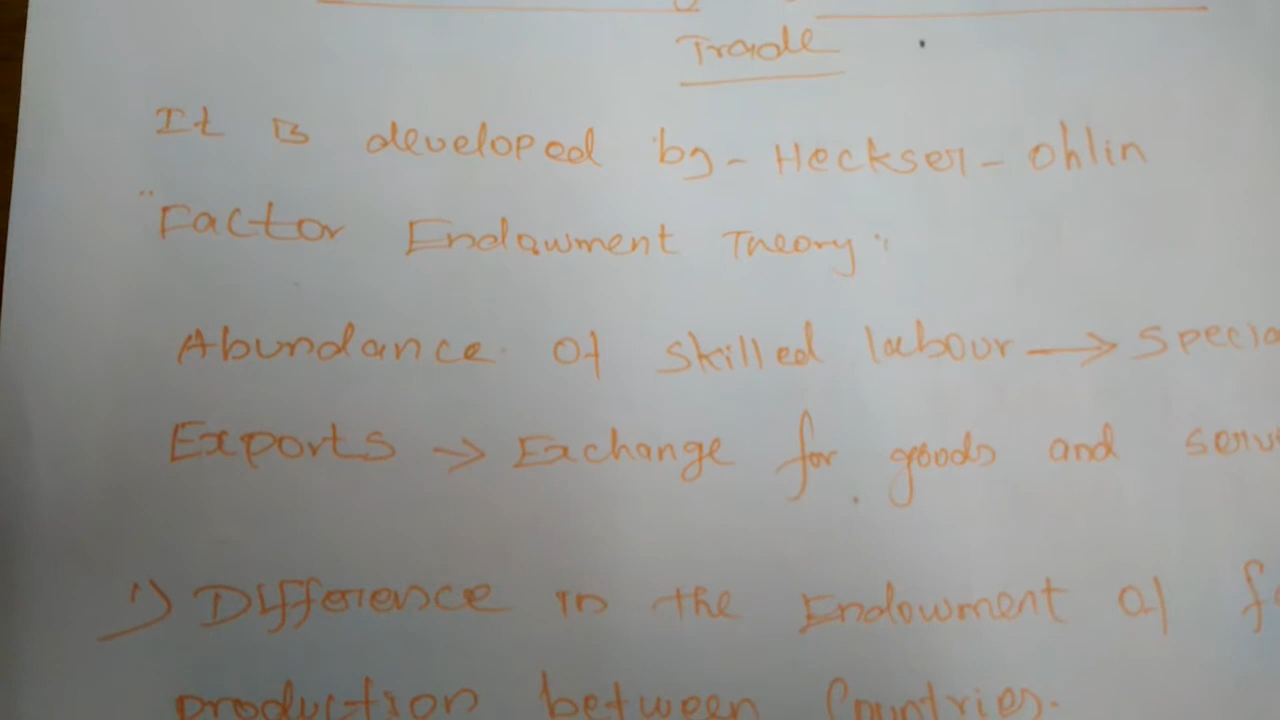 Trade
It is developed by - Heckser - ohlin
"Factor Endowment Theory"
Abundance of skilled labour → specia
Exports → Exchange for goods and serv
1) Difference in the Endowment of f
production between Countries.